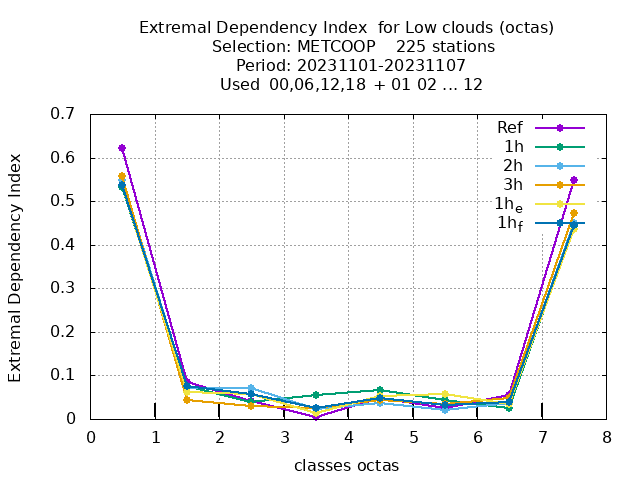 Extremal Dependency Index  for Low clouds (octas)
Selection: METCOOP    225 stations
Period: 20231101-20231107
Used  00,06,12,18  + 01 02 ... 12
Extremal Dependency Index
0.7
0.6
0.5
0.4
0.3
0.2
0.1
0
Ref
1h
2h
3h
1he
1hf
0 1 2 3 4 5 6 7 8
classes octas